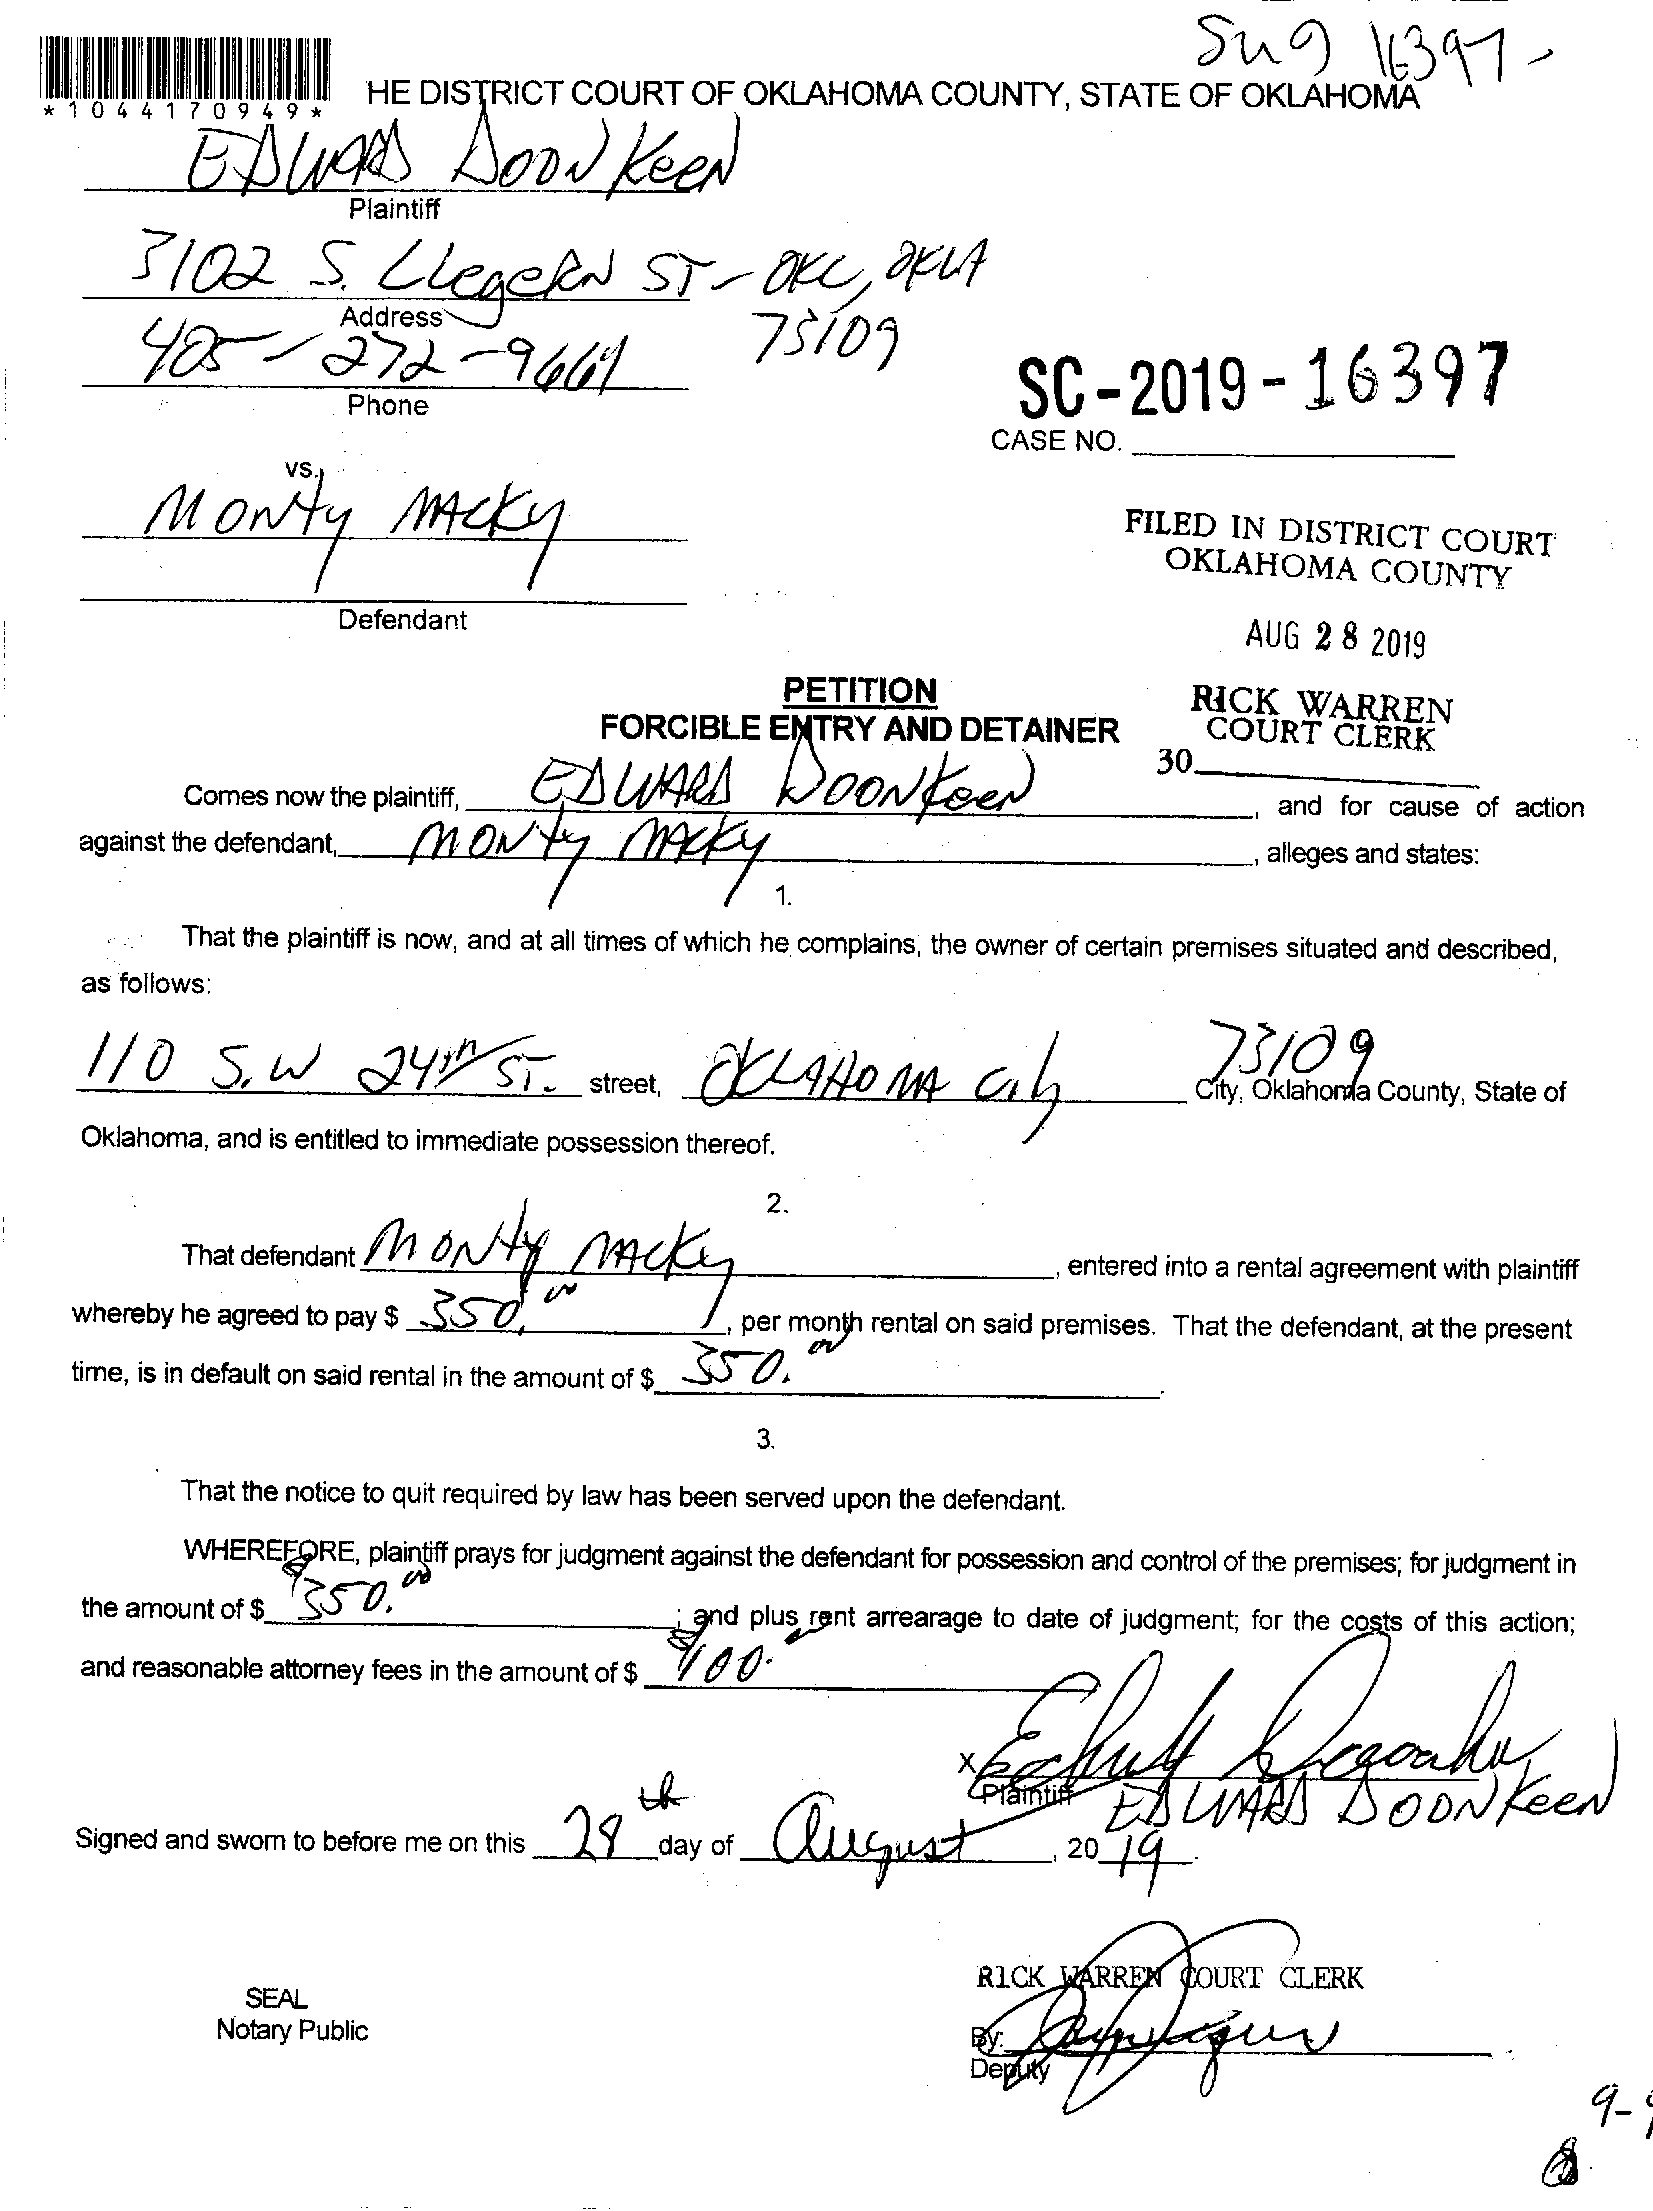 16397-
*1044170949*
HE DISTRICT COURT OF OKLAHOMA COUNTY, STATE OF OKLAHOMA
EDWARD DOONKEEN
Plaintiff
3102 S. LLegeRN ST - OKC, OKLA
Address
73109
405-272-9661
Phone
SC-2019-16397
CASE NO.
vs.
MONTY MACKY
Defendant
FILED IN DISTRICT COURT
OKLAHOMA COUNTY
AUG 28 2019
RICK WARREN
COURT CLERK
30
PETITION
FORCIBLE ENTRY AND DETAINER
Comes now the plaintiff, EDWARD DOONKEEN, and for cause of action
against the defendant, MONTY MACKY, alleges and states:
1.
That the plaintiff is now, and at all times of which he complains, the owner of certain premises situated and described,
as follows:
110 S.W 24th ST. street, OKLAHOMA City 73109 City, Oklahoma County, State of
Oklahoma, and is entitled to immediate possession thereof.
2.
That defendant MONTY MACKY, entered into a rental agreement with plaintiff
whereby he agreed to pay $ 350.00, per month rental on said premises. That the defendant, at the present
time, is in default on said rental in the amount of $ 350.00.
3.
That the notice to quit required by law has been served upon the defendant.
WHEREFORE, plaintiff prays for judgment against the defendant for possession and control of the premises; for judgment in
the amount of $ $350.00; and plus rent arrearage to date of judgment; for the costs of this action;
and reasonable attorney fees in the amount of $ $100.-
X
Plaintiff EDWARD DOONKEEN
Signed and sworn to before me on this 28th day of August, 2019.
RICK WARREN COURT CLERK
SEAL
Notary Public
By:
Deputy
9-9